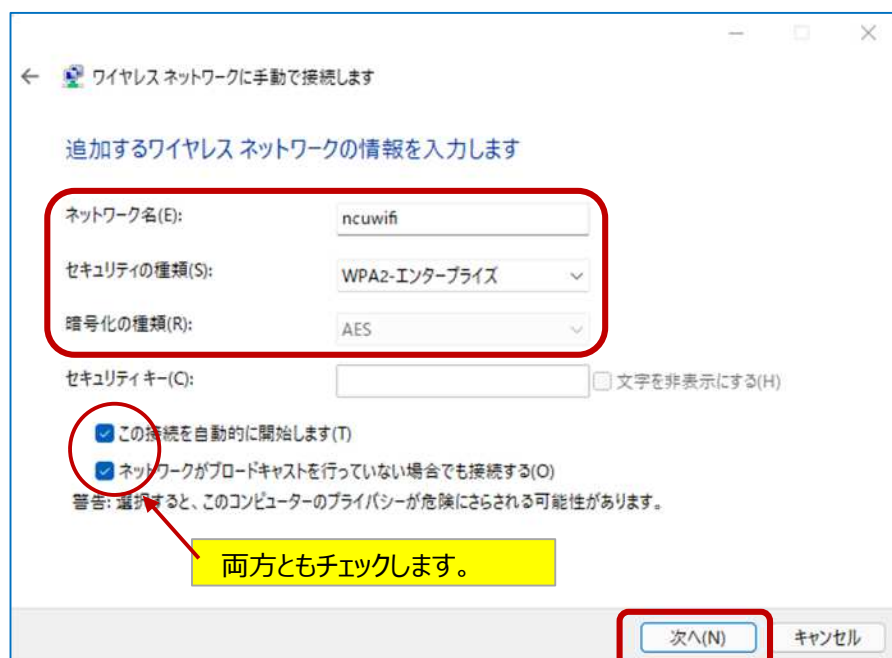 ワイヤレス ネットワークに手動で接続します
追加するワイヤレス ネットワークの情報を入力します
ネットワーク名(E): ncuwifi
セキュリティの種類(S): WPA2-エンタープライズ
暗号化の種類(R): AES
セキュリティ キー(C): 文字を非表示にする(H)
この接続を自動的に開始します(T)
ネットワークがブロードキャストを行っていない場合でも接続する(O)
警告: 選択すると、このコンピューターのプライバシーが危険にさらされる可能性があります。
両方ともチェックします。
次へ(N) キャンセル